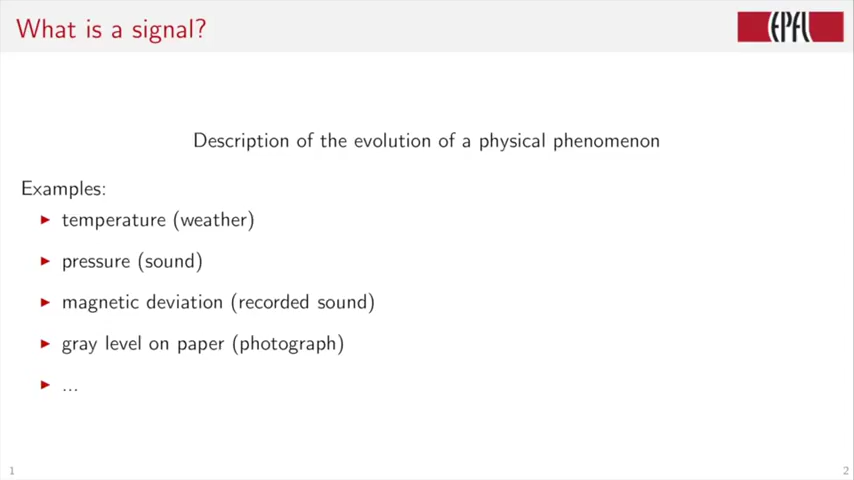 What is a signal?
EPFL
Description of the evolution of a physical phenomenon
Examples:
▶ temperature (weather)
▶ pressure (sound)
▶ magnetic deviation (recorded sound)
▶ gray level on paper (photograph)
▶ ...
1
2